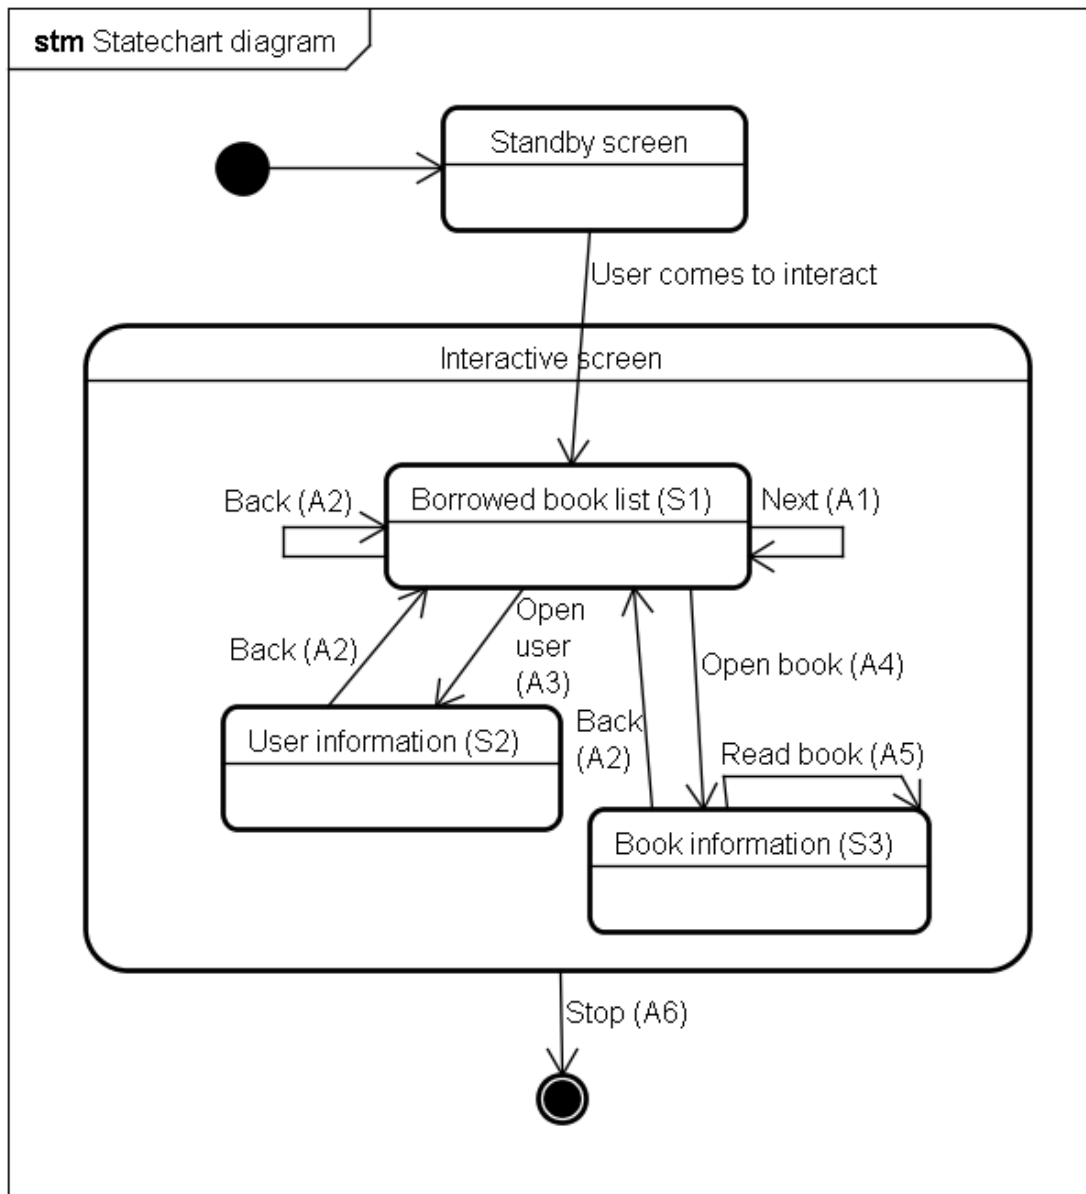 stm Statechart diagram
Standby screen
User comes to interact
Interactive screen
Back (A2)
Borrowed book list (S1)
Next (A1)
Back (A2)
Open
user
(A3)
Open book (A4)
User information (S2)
Back
(A2)
Read book (A5)
Book information (S3)
Stop (A6)